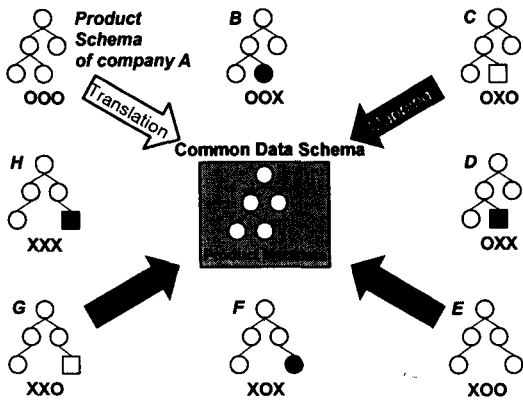 B
C
Product
Schema
of company A
OOO
OOX
OXO
Translation
Common Data Schema
H
D
XXX
OXX
G
F
E
XXO
XOX
XOO